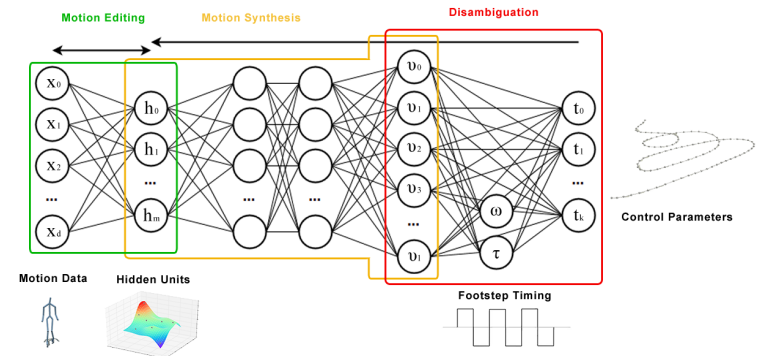 Motion Editing
Motion Synthesis
Disambiguation
x0
x1
x2
...
xd
h0
h1
...
hm
...
...
υ0
υ1
υ2
υ3
...
υl
ω
τ
t0
t1
...
tk
Control Parameters
Motion Data
Hidden Units
Footstep Timing